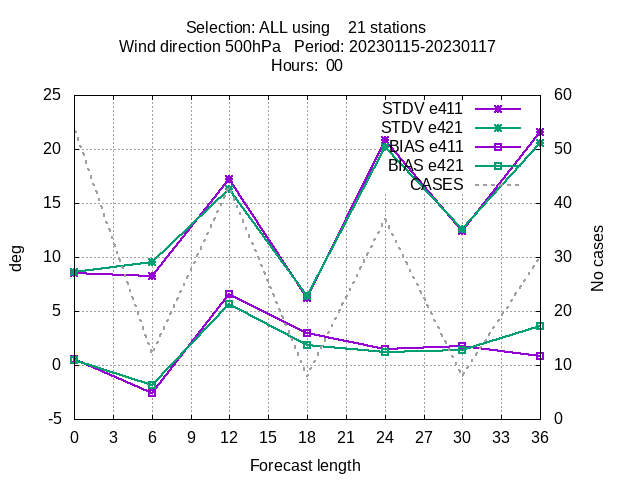 Selection: ALL using    21 stations
Wind direction 500hPa   Period: 20230115-20230117
Hours:  00
deg
25
20
15
10
5
0
-5
60
50
40
30
20
10
0
No cases
STDV e411
STDV e421
BIAS e411
BIAS e421
CASES
0 3 6 9 12 15 18 21 24 27 30 33 36
Forecast length